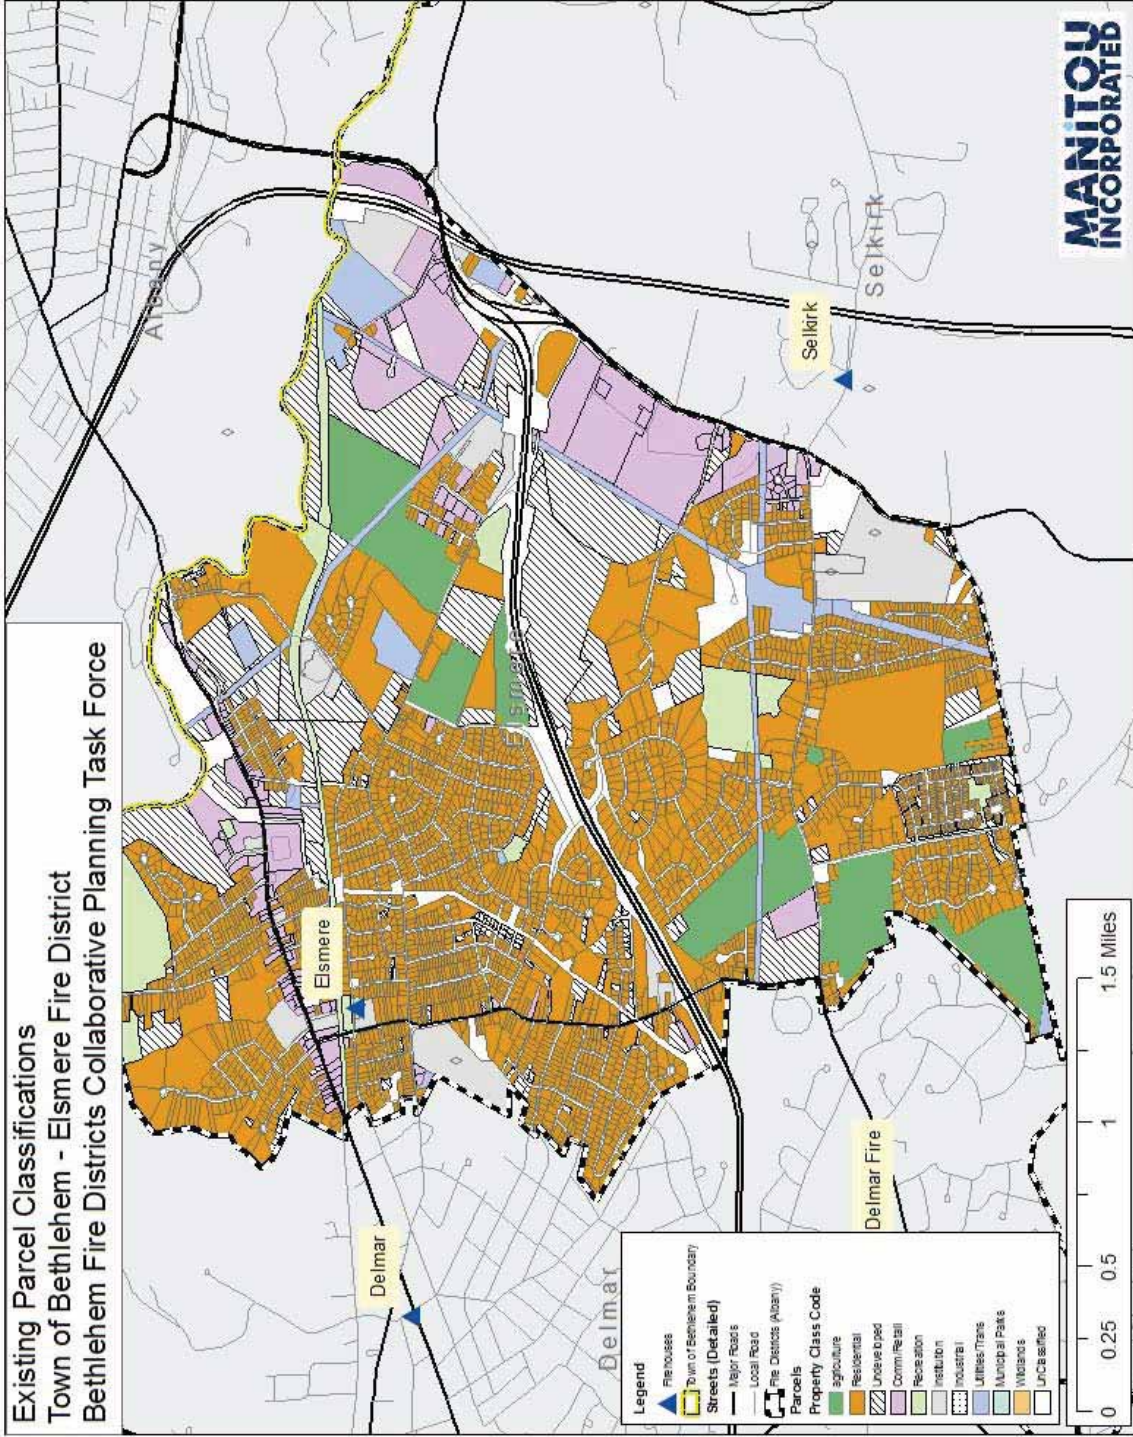 Existing Parcel Classifications
Town of Bethlehem - Elsmere Fire District
Bethlehem Fire Districts Collaborative Planning Task Force
MANITOU
INCORPORATED
Albany
Elsmere
Elsmere
Selkirk
Selkirk
Delmar
Delmar
Delmar Fire
Legend
Firehouses
Town of Bethlehem Boundary
Streets (Detailed)
Major Roads
Local Road
Fire Districts (Albany)
Parcels
Property Class Code
agriculture
Residential
Undeveloped
Comm/Retail
Recreation
Institution
Industrial
Utilities/Trans
Municipal Parks
Wildlands
UnClassified
0 0.25 0.5 1 1.5 Miles